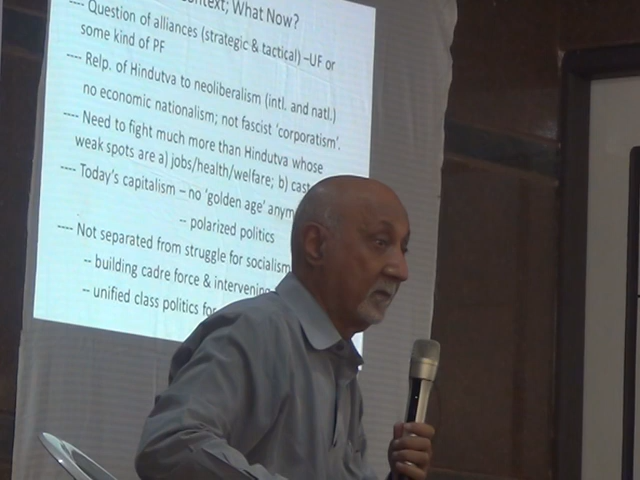 ontext; What Now?
---- Question of alliances (strategic & tactical) –UF or
some kind of PF
---- Relp. of Hindutva to neoliberalism (intl. and natl.)
no economic nationalism; not fascist 'corporatism'.
---- Need to fight much more than Hindutva whose
weak spots are a) jobs/health/welfare; b) cast
---- Today's capitalism – no 'golden age' anym
-- polarized politics
---- Not separated from struggle for socialism
-- building cadre force & intervening
-- unified class politics for